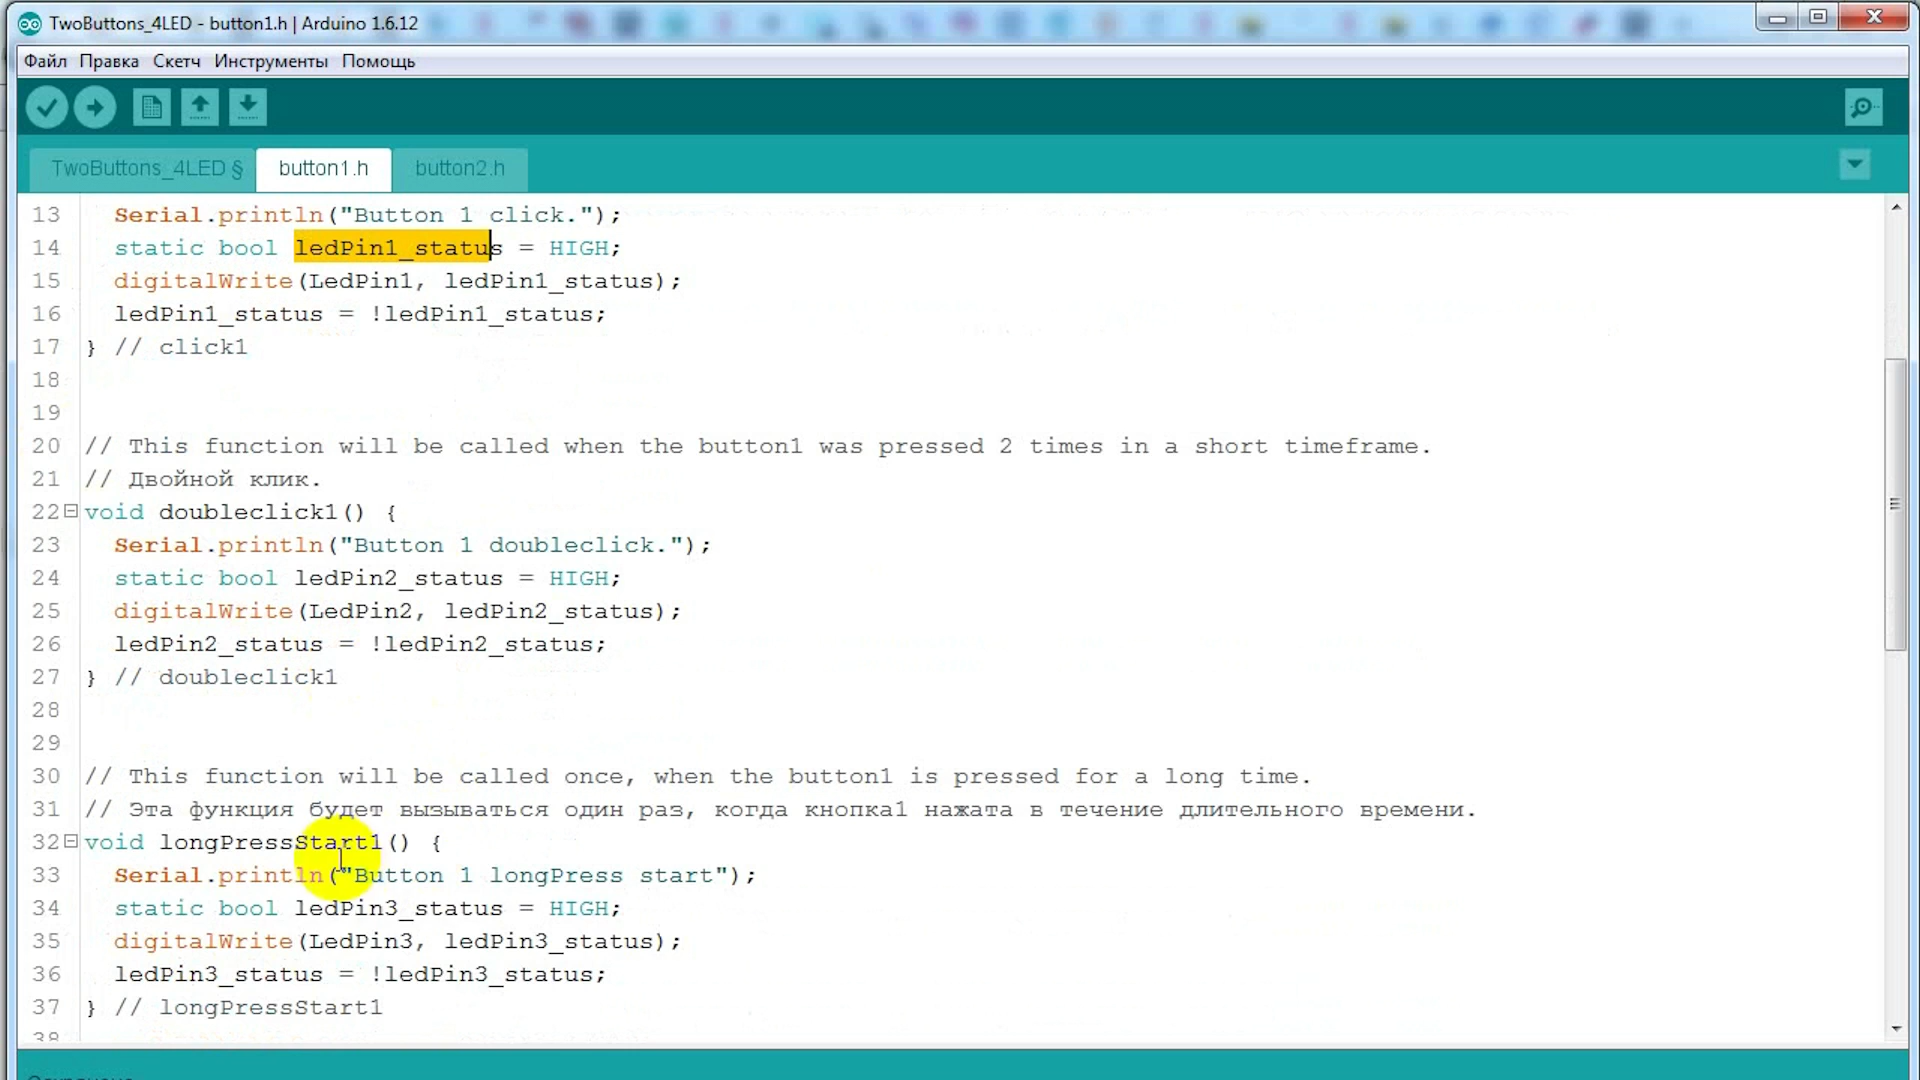 TwoButtons_4LED - button1.h | Arduino 1.6.12
Файл Правка Скетч Инструменты Помощь
TwoButtons_4LED § button1.h button2.h
13 Serial.println("Button 1 click.");
14 static bool ledPin1_status = HIGH;
15 digitalWrite(LedPin1, ledPin1_status);
16 ledPin1_status = !ledPin1_status;
17 } // click1
18
19
20 // This function will be called when the button1 was pressed 2 times in a short timeframe.
21 // Двойной клик.
22 void doubleclick1() {
23 Serial.println("Button 1 doubleclick.");
24 static bool ledPin2_status = HIGH;
25 digitalWrite(LedPin2, ledPin2_status);
26 ledPin2_status = !ledPin2_status;
27 } // doubleclick1
28
29
30 // This function will be called once, when the button1 is pressed for a long time.
31 // Эта функция будет вызываться один раз, когда кнопка1 нажата в течение длительного времени.
32 void longPressStart1() {
33 Serial.println("Button 1 longPress start");
34 static bool ledPin3_status = HIGH;
35 digitalWrite(LedPin3, ledPin3_status);
36 ledPin3_status = !ledPin3_status;
37 } // longPressStart1
38